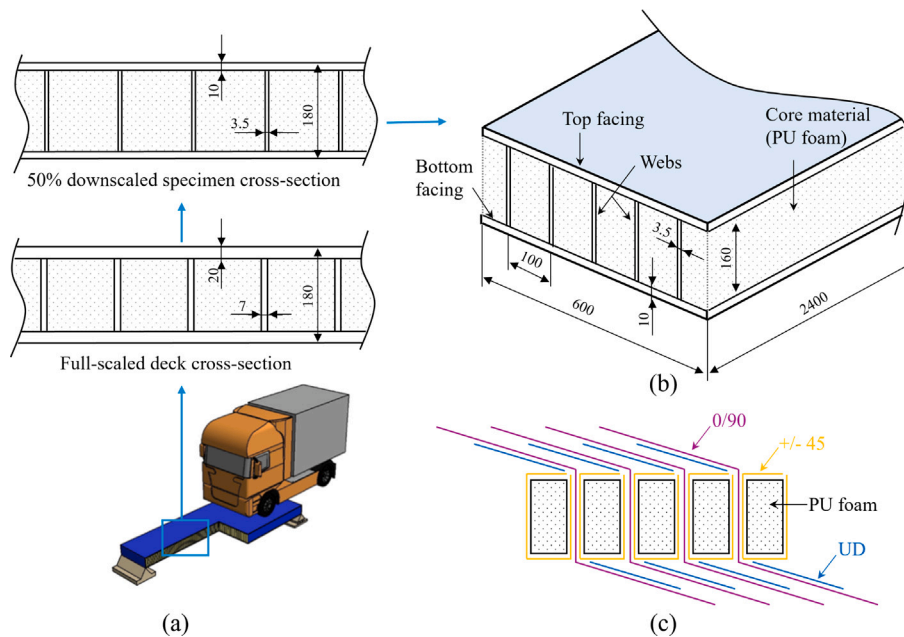 10
3.5
180
50% downscaled specimen cross-section
20
7
180
Full-scaled deck cross-section
(a)
Top facing
Core material
(PU foam)
Bottom
facing
Webs
3.5
100
160
600
10
2400
(b)
0/90
+/- 45
PU foam
UD
(c)